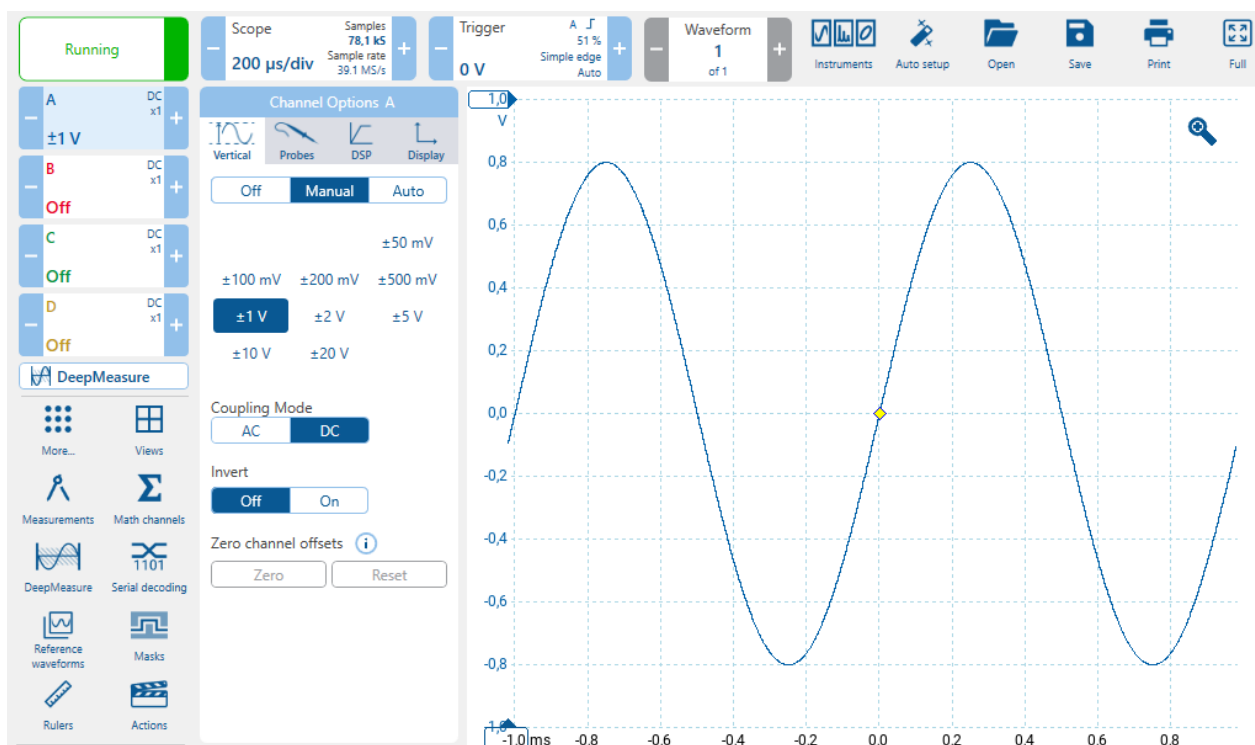 Running
Scope
200 µs/div
Samples
78,1 kS
Sample rate
39.1 MS/s
Trigger
0 V
A
51 %
Simple edge
Auto
Waveform
1
of 1
Instruments
Auto setup
Open
Save
Print
Full
A
DC
x1
±1 V
B
DC
x1
Off
C
DC
x1
Off
D
DC
x1
Off
DeepMeasure
More...
Views
Measurements
Math channels
DeepMeasure
1101
Serial decoding
Reference
waveforms
Masks
Rulers
Actions
Channel Options A
Vertical
Probes
DSP
Display
Off Manual Auto
±50 mV
±100 mV ±200 mV ±500 mV
±1 V ±2 V ±5 V
±10 V ±20 V
Coupling Mode
AC DC
Invert
Off On
Zero channel offsets i
Zero Reset
1,0
V
0,8
0,6
0,4
0,2
0,0
-0,2
-0,4
-0,6
-0,8
-1,0
-1.0 ms -0.8 -0.6 -0.4 -0.2 0.0 0.2 0.4 0.6 0.8